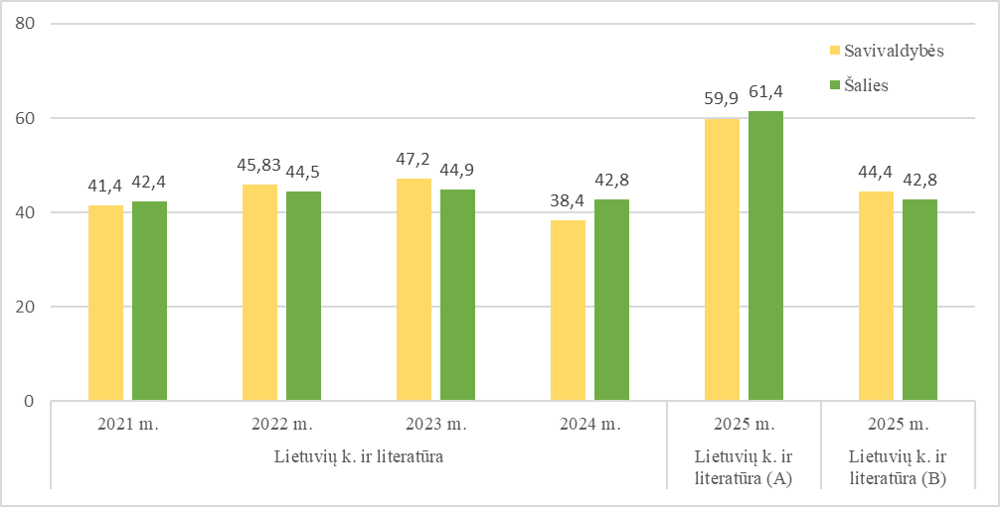 80
Savivaldybės
Šalies
59,9 61,4
60
45,83 44,5
47,2 44,9
44,4 42,8
41,4 42,4
38,4 42,8
40
20
0
2021 m. 2022 m. 2023 m. 2024 m. 2025 m. 2025 m.
Lietuvių k. ir literatūra
Lietuvių k. ir
literatūra (A)
Lietuvių k. ir
literatūra (B)